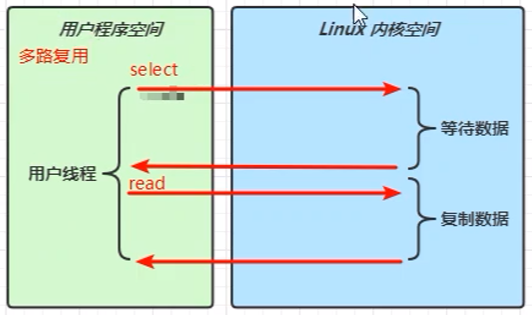 用户程序空间
Linux 内核空间
多路复用
select
等待数据
用户线程
read
复制数据